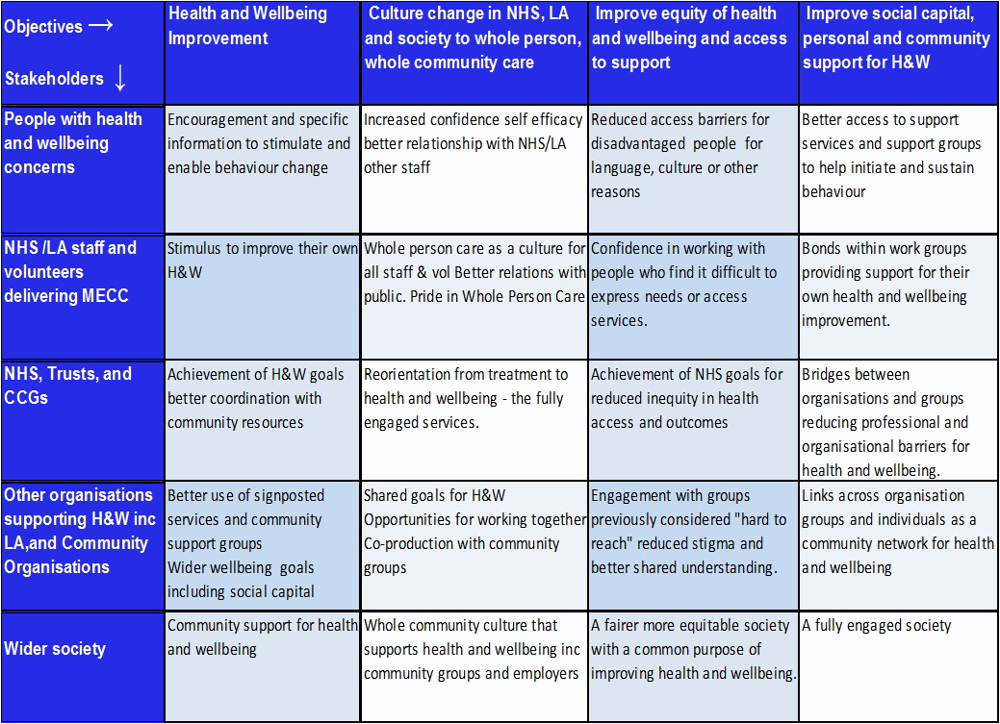 Objectives →
Stakeholders ↓
Health and Wellbeing
Improvement
Culture change in NHS, LA
and society to whole person,
whole community care
Improve equity of health
and wellbeing and access
to support
Improve social capital,
personal and community
support for H&W
People with health
and wellbeing
concerns
Encouragement and specific
information to stimulate and
enable behaviour change
Increased confidence self efficacy
better relationship with NHS/LA
other staff
Reduced access barriers for
disadvantaged people for
language, culture or other
reasons
Better access to support
services and support groups
to help initiate and sustain
behaviour
NHS /LA staff and
volunteers
delivering MECC
Stimulus to improve their own
H&W
Whole person care as a culture for
all staff & vol Better relations with
public. Pride in Whole Person Care
Confidence in working with
people who find it difficult to
express needs or access
services.
Bonds within work groups
providing support for their
own health and wellbeing
improvement.
NHS, Trusts, and
CCGs
Achievement of H&W goals
better coordination with
community resources
Reorientation from treatment to
health and wellbeing - the fully
engaged services.
Achievement of NHS goals for
reduced inequity in health
access and outcomes
Bridges between
organisations and groups
reducing professional and
organisational barriers for
health and wellbeing.
Other organisations
supporting H&W inc
LA,and Community
Organisations
Better use of signposted
services and community
support groups
Wider wellbeing goals
including social capital
Shared goals for H&W
Opportunities for working together
Co-production with community
groups
Engagement with groups
previously considered "hard to
reach" reduced stigma and
better shared understanding.
Links across organisation
groups and individuals as a
community network for health
and wellbeing
Wider society
Community support for health
and wellbeing
Whole community culture that
supports health and wellbeing inc
community groups and employers
A fairer more equitable society
with a common purpose of
improving health and wellbeing.
A fully engaged society